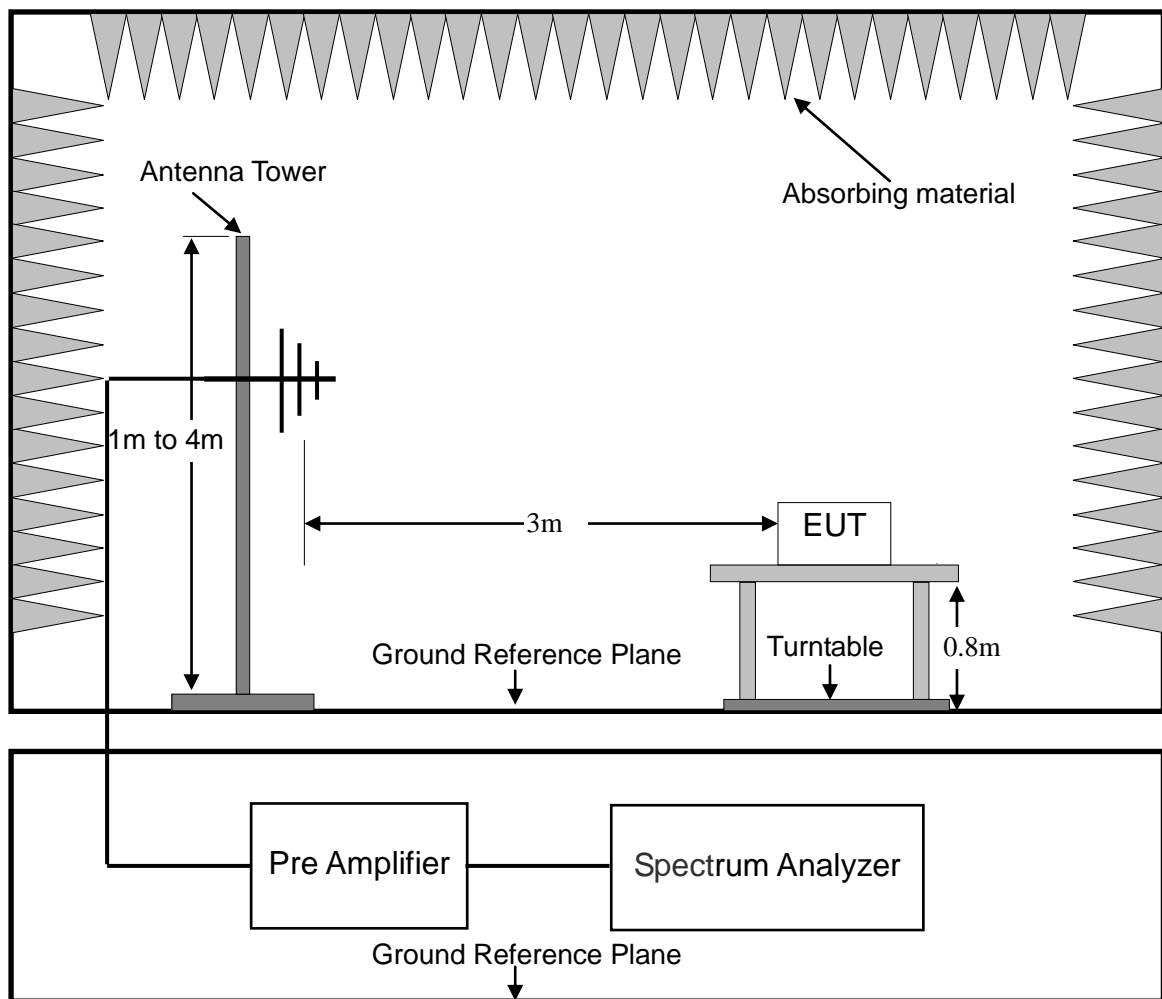 Antenna Tower
Absorbing material
1m to 4m
3m
EUT
Ground Reference Plane
Turntable
0.8m
Pre Amplifier
Spectrum Analyzer
Ground Reference Plane